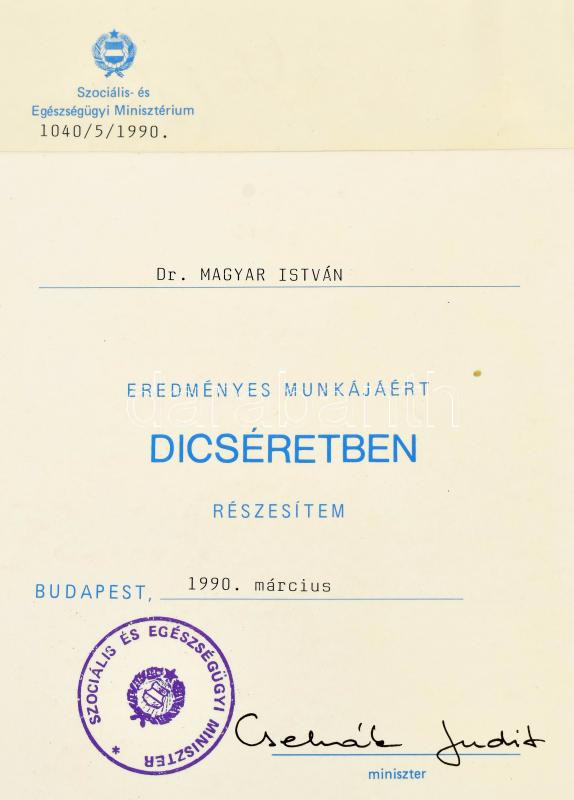 Szociális- és
Egészségügyi Minisztérium
1040/5/1990.
Dr. MAGYAR ISTVÁN
EREDMÉNYES MUNKÁJÁÉRT
darabanth
DICSÉRETBEN
RÉSZESÍTEM
BUDAPEST, 1990. március
SZOCIÁLIS ÉS EGÉSZSÉGÜGYI MINISZTER *
Csehák Judit
miniszter